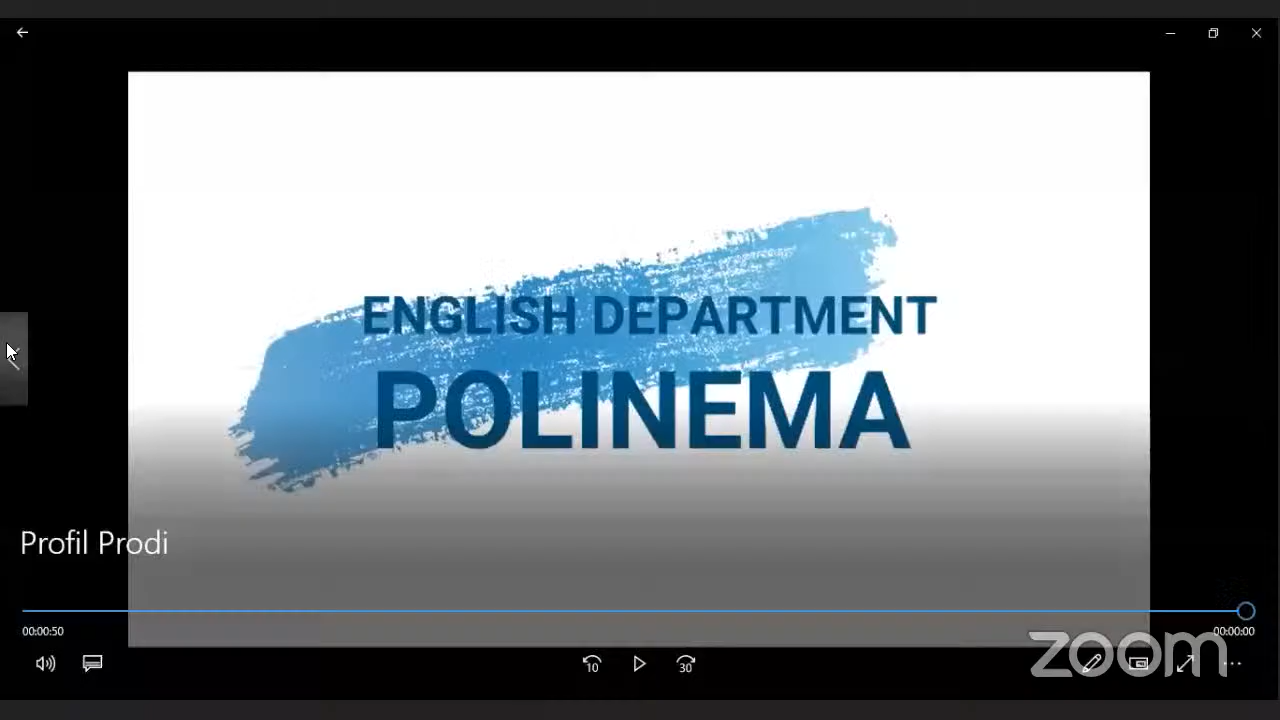 ENGLISH DEPARTMENT
POLINEMA
Profil Prodi
00:00:50
00:00:00
10
30
zoom